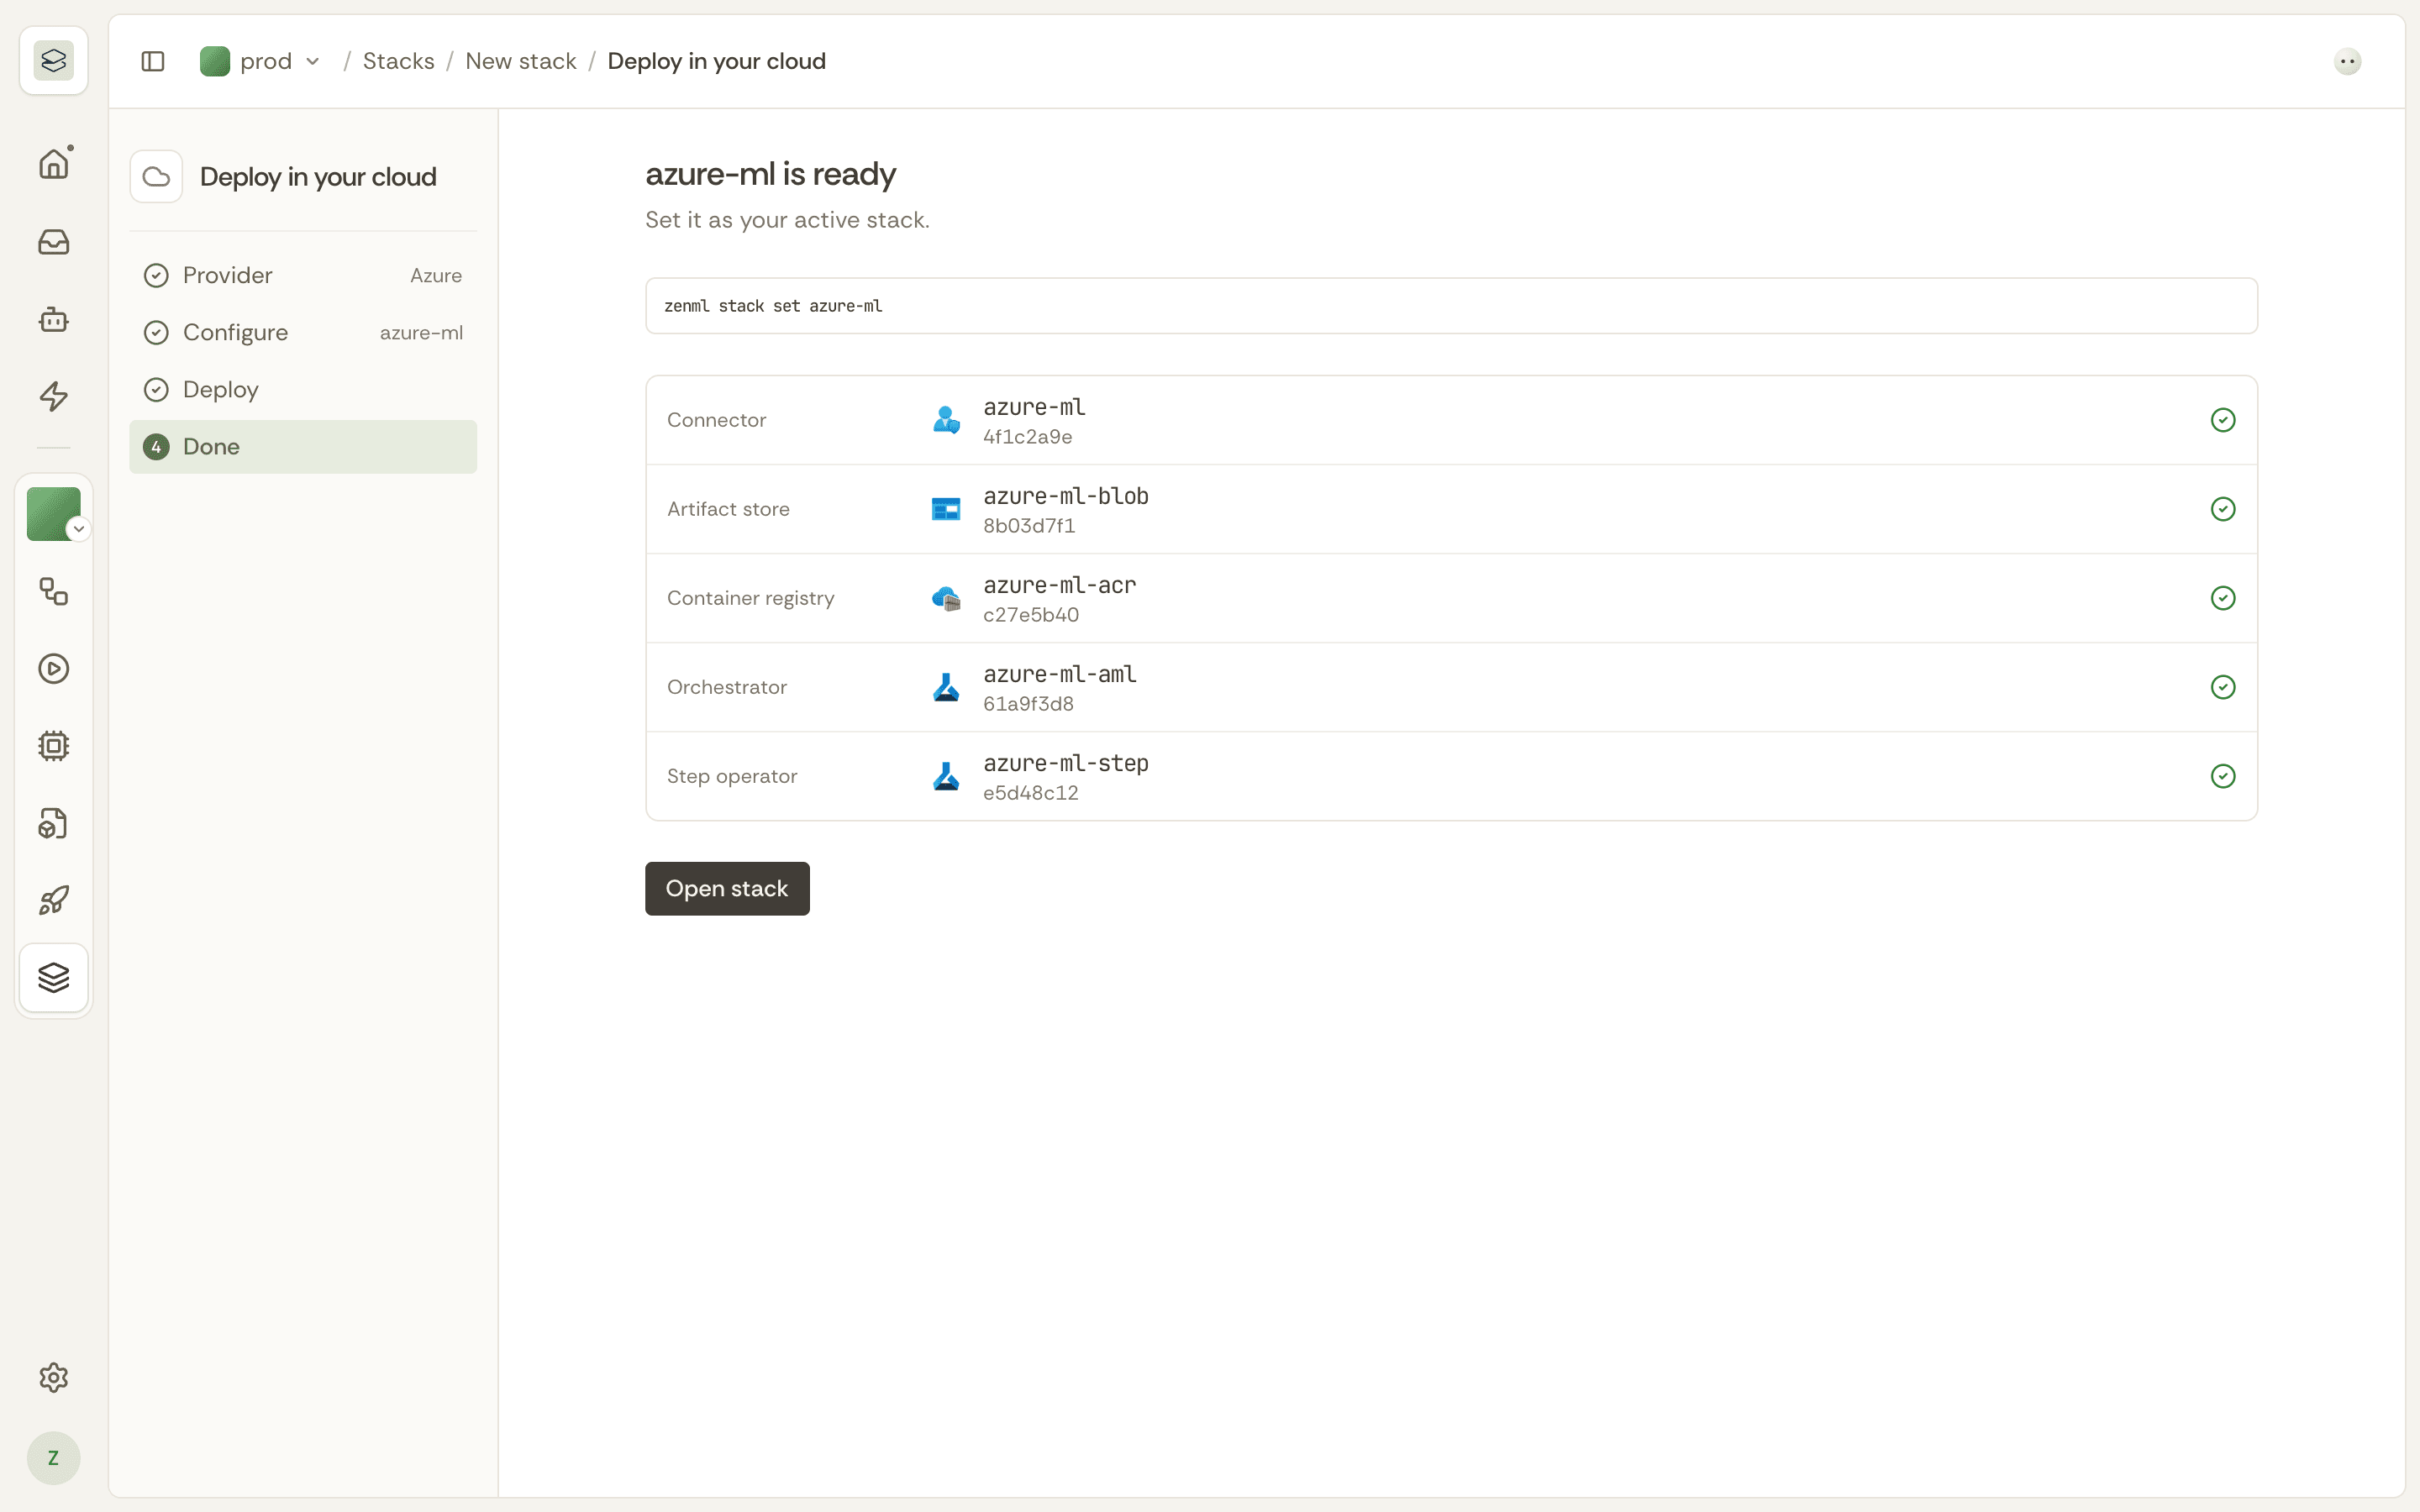 prod / Stacks / New stack / Deploy in your cloud
Deploy in your cloud
Provider Azure
Configure azure-ml
Deploy
4 Done
azure-ml is ready
Set it as your active stack.
zenml stack set azure-ml
Connector azure-ml
4f1c2a9e
Artifact store azure-ml-blob
8b03d7f1
Container registry azure-ml-acr
c27e5b40
Orchestrator azure-ml-aml
61a9f3d8
Step operator azure-ml-step
e5d48c12
Open stack
Z